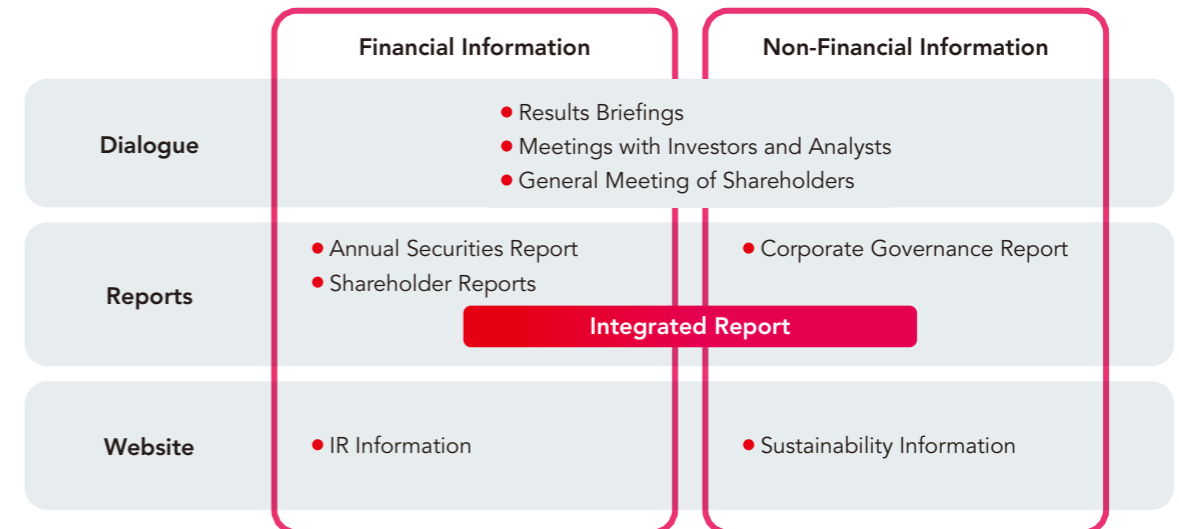 Financial Information
Non-Financial Information
Dialogue
• Results Briefings
• Meetings with Investors and Analysts
• General Meeting of Shareholders
Reports
• Annual Securities Report
• Shareholder Reports
• Corporate Governance Report
Integrated Report
Website
• IR Information
• Sustainability Information